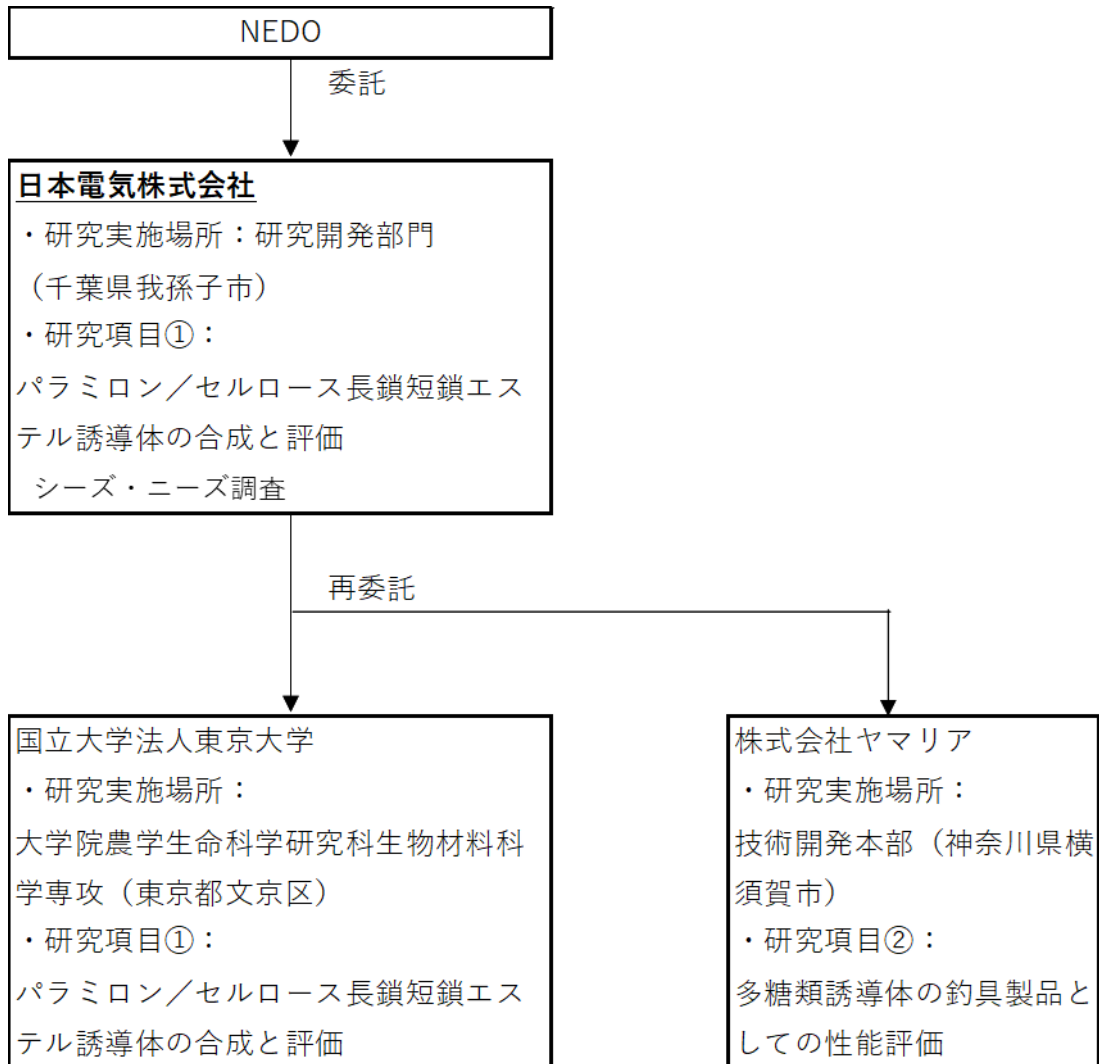 NEDO
委託
日本電気株式会社
・研究実施場所：研究開発部門
（千葉県我孫子市）
・研究項目①：
パラミロン／セルロース長鎖短鎖エス
テル誘導体の合成と評価
シーズ・ニーズ調査
再委託
国立大学法人東京大学
・研究実施場所：
大学院農学生命科学研究科生物材料科
学専攻（東京都文京区）
・研究項目①：
パラミロン／セルロース長鎖短鎖エス
テル誘導体の合成と評価
株式会社ヤマリア
・研究実施場所：
技術開発本部（神奈川県横
須賀市）
・研究項目②：
多糖類誘導体の釣具製品と
しての性能評価